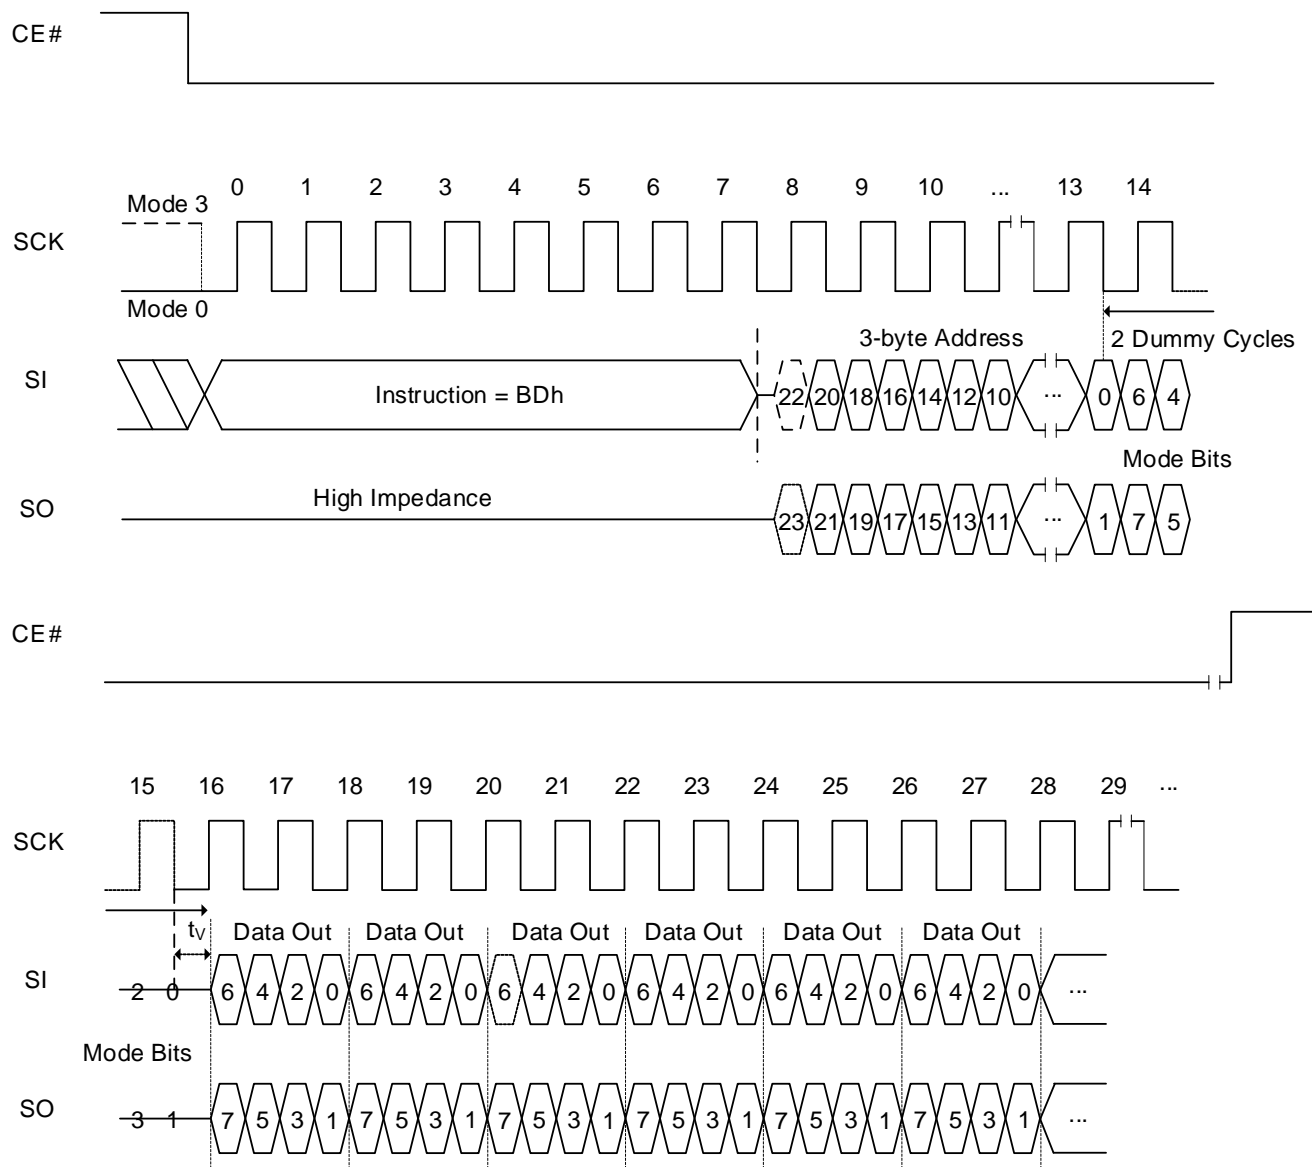 CE#
0 1 2 3 4 5 6 7 8 9 10 ... 13 14
Mode 3
SCK
Mode 0
3-byte Address 2 Dummy Cycles
SI
Instruction = BDh 22 20 18 16 14 12 10 ... 0 6 4
Mode Bits
High Impedance
SO
23 21 19 17 15 13 11 ... 1 7 5
CE#
15 16 17 18 19 20 21 22 23 24 25 26 27 28 29 ...
SCK
tV Data Out Data Out Data Out Data Out Data Out Data Out
SI
2 0 6 4 2 0 6 4 2 0 6 4 2 0 6 4 2 0 6 4 2 0 6 4 2 0 ...
Mode Bits
SO
3 1 7 5 3 1 7 5 3 1 7 5 3 1 7 5 3 1 7 5 3 1 7 5 3 1 ...